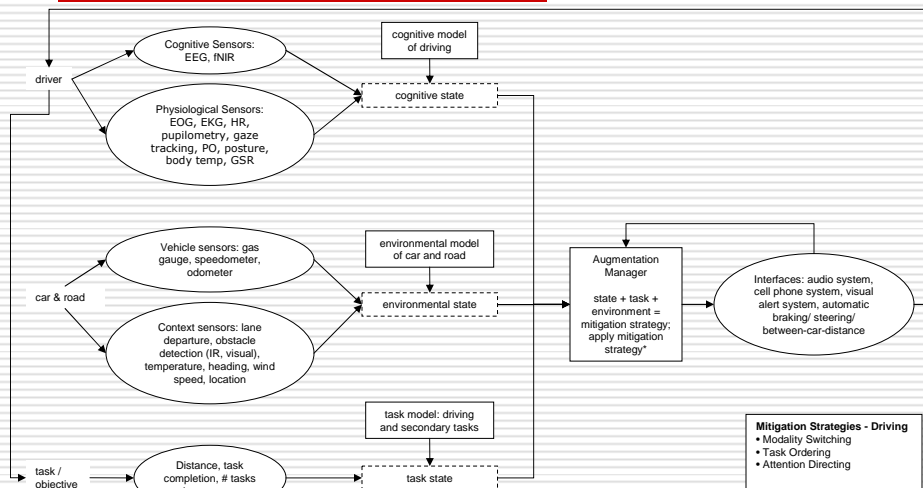 Cognitive Sensors:
EEG, fNIR
cognitive model
of driving
driver
cognitive state
Physiological Sensors:
EOG, EKG, HR,
pupilometry, gaze
tracking, PO, posture,
body temp, GSR
Vehicle sensors: gas
gauge, speedometer,
odometer
environmental model
of car and road
car & road
environmental state
Context sensors: lane
departure, obstacle
detection (IR, visual),
temperature, heading, wind
speed, location
Augmentation
Manager
state + task +
environment =
mitigation strategy;
apply mitigation
strategy*
Interfaces: audio system,
cell phone system, visual
alert system, automatic
braking/ steering/
between-car-distance
task model: driving
and secondary tasks
task /
objective
Distance, task
completion, # tasks
task state
Mitigation Strategies - Driving
• Modality Switching
• Task Ordering
• Attention Directing